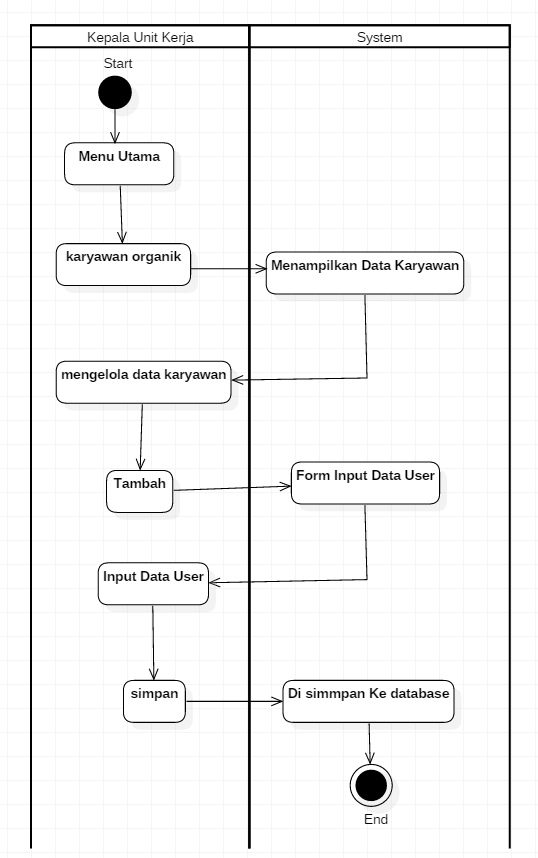 Kepala Unit Kerja
System
Start
Menu Utama
karyawan organik
Menampilkan Data Karyawan
mengelola data karyawan
Tambah
Form Input Data User
Input Data User
simpan
Di simmpan Ke database
End